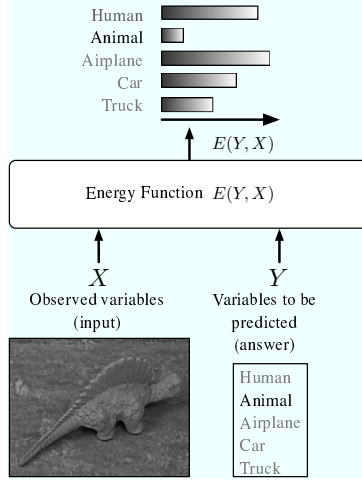 Human
Animal
Airplane
Car
Truck
E(Y, X)
Energy Function E(Y, X)
X
Observed variables
(input)
Y
Variables to be
predicted
(answer)
Human
Animal
Airplane
Car
Truck